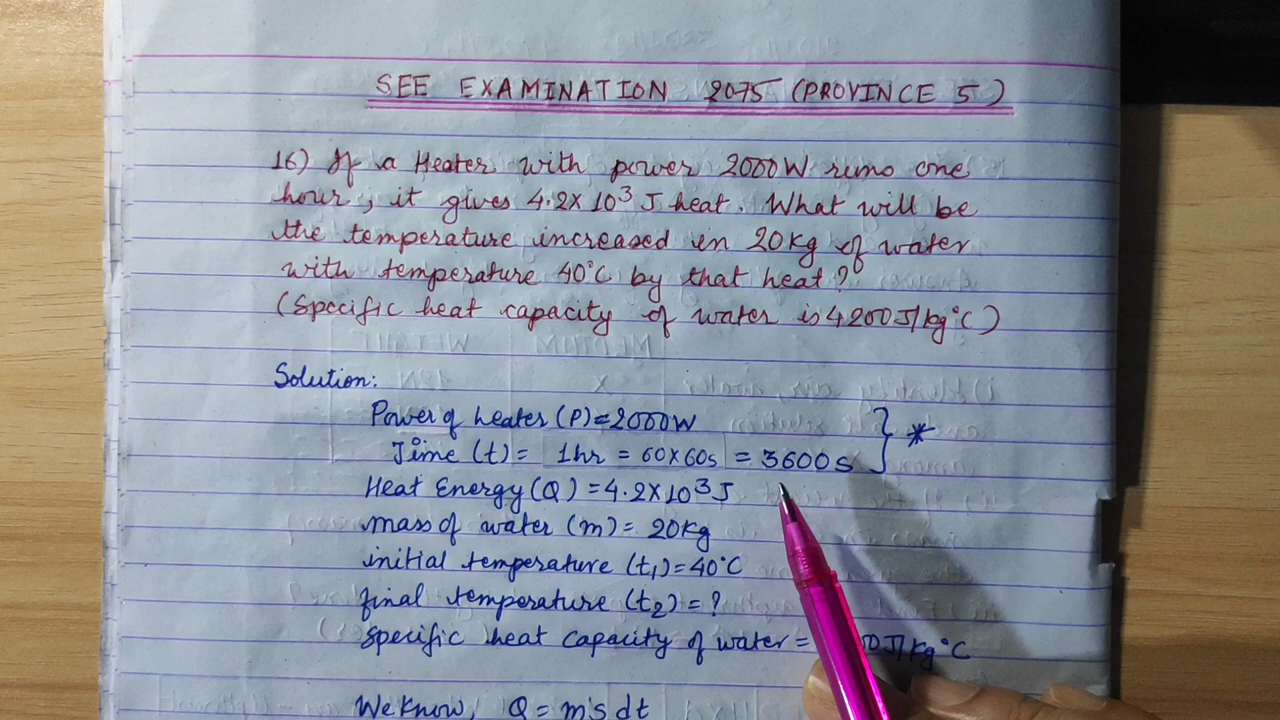 SEE EXAMINATION 2075 (PROVINCE 5)
16) If a Heater with power 2000W runs one
hour, it gives 4.2×10³ J heat. What will be
the temperature increased in 20kg of water
with temperature 40°C by that heat?
(Specific heat capacity of water is 4200J/kg°C)
Solution:
Power of heater (P)=2000W
Time (t)= 1hr = 60×60s = 3600s } *
Heat Energy(Q)=4.2×10³J
mass of water (m)= 20kg
initial temperature (t₁)=40°C
final temperature (t₂)=?
specific heat capacity of water = 0J/kg°C
We know, Q = msdt